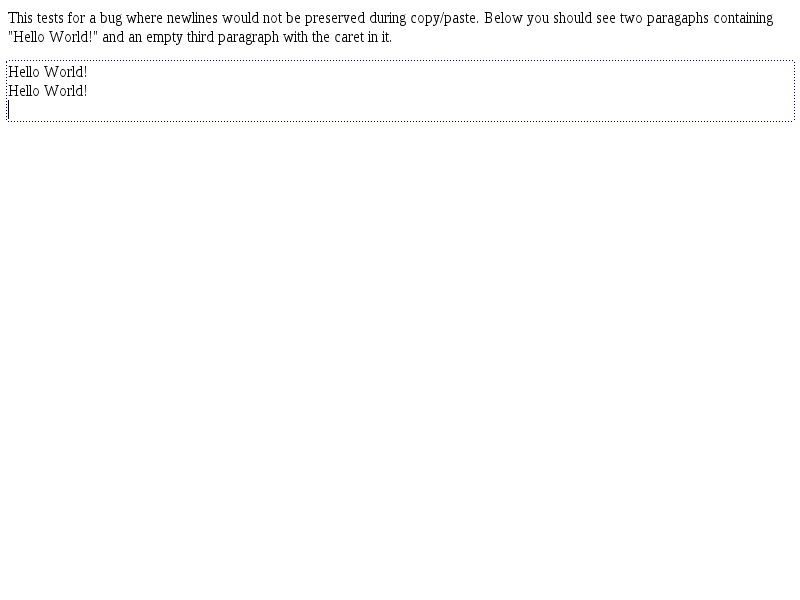 This tests for a bug where newlines would not be preserved during copy/paste. Below you should see two paragaphs containing
"Hello World!" and an empty third paragraph with the caret in it.
Hello World!
Hello World!